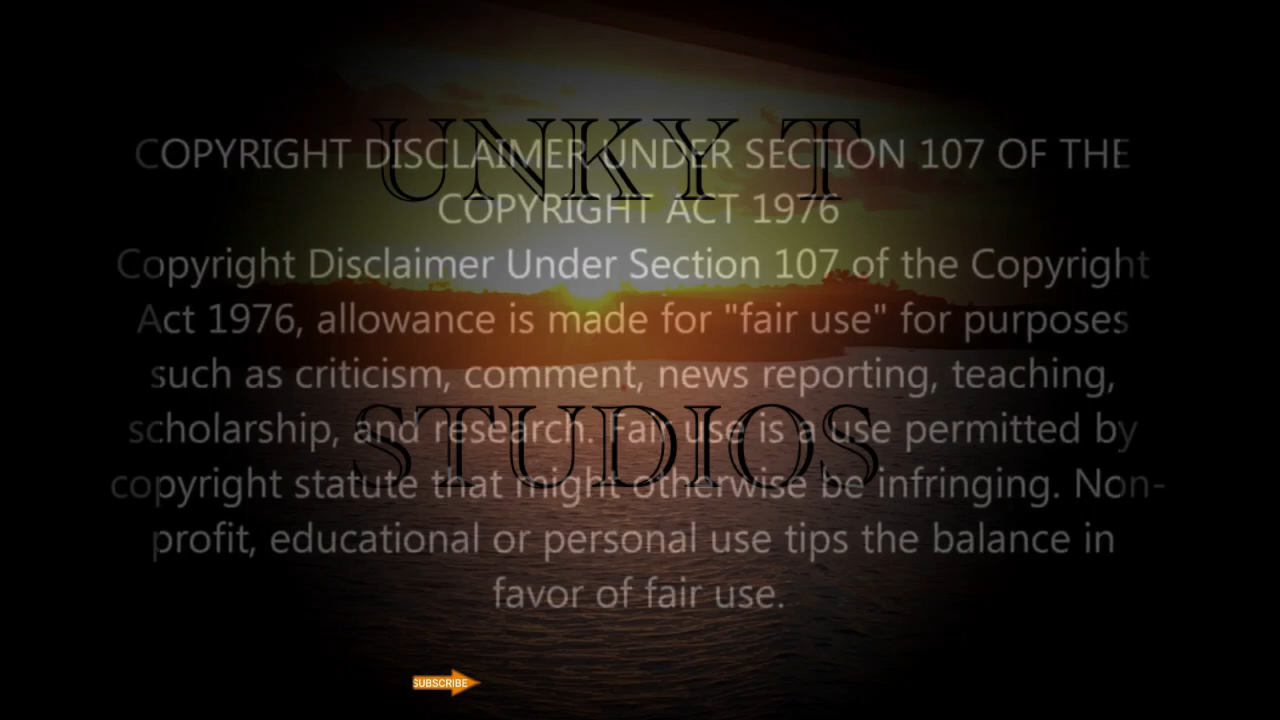 UNKY T
COPYRIGHT DISCLAIMER UNDER SECTION 107 OF THE
COPYRIGHT ACT 1976
Copyright Disclaimer Under Section 107 of the Copyright
Act 1976, allowance is made for "fair use" for purposes
such as criticism, comment, news reporting, teaching,
scholarship, and research. Fair use is a use permitted by
STUDIOS
copyright statute that might otherwise be infringing. Non-
profit, educational or personal use tips the balance in
favor of fair use.
SUBSCRIBE